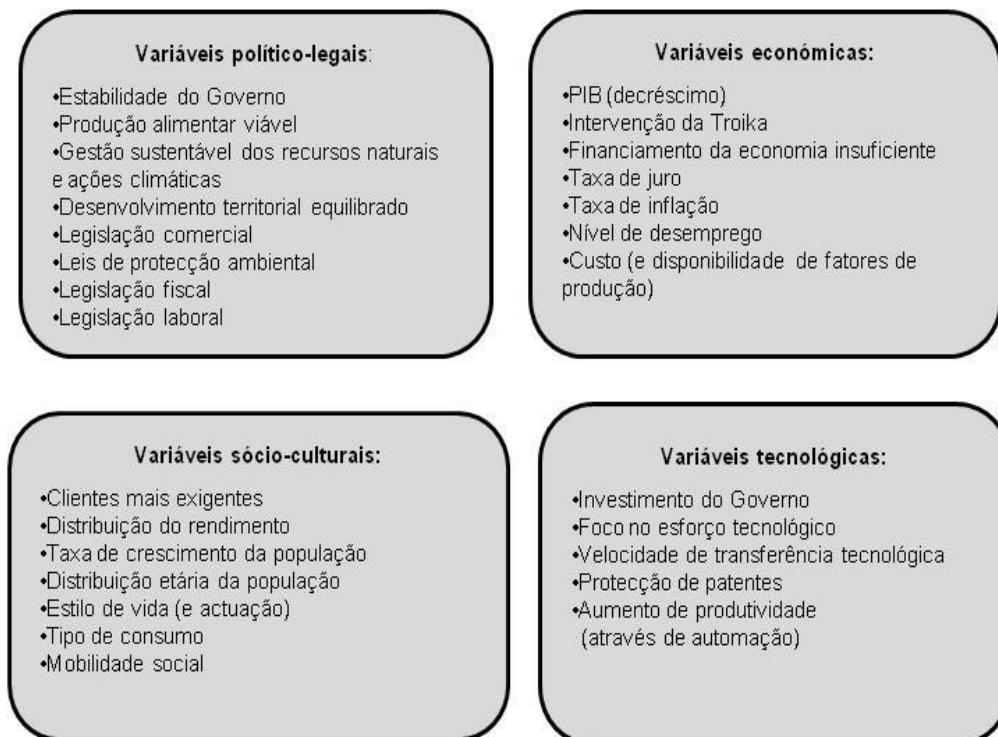 Variáveis político-legais:
•Estabilidade do Governo
•Produção alimentar viável
•Gestão sustentável dos recursos naturais
e ações climáticas
•Desenvolvimento territorial equilibrado
•Legislação comercial
•Leis de protecção ambiental
•Legislação fiscal
•Legislação laboral
Variáveis económicas:
•PIB (decréscimo)
•Intervenção da Troika
•Financiamento da economia insuficiente
•Taxa de juro
•Taxa de inflação
•Nível de desemprego
•Custo (e disponibilidade de fatores de
produção)
Variáveis sócio-culturais:
•Clientes mais exigentes
•Distribuição do rendimento
•Taxa de crescimento da população
•Distribuição etária da população
•Estilo de vida (e actuação)
•Tipo de consumo
•Mobilidade social
Variáveis tecnológicas:
•Investimento do Governo
•Foco no esforço tecnológico
•Velocidade de transferência tecnológica
•Protecção de patentes
•Aumento de produtividade
(através de automação)